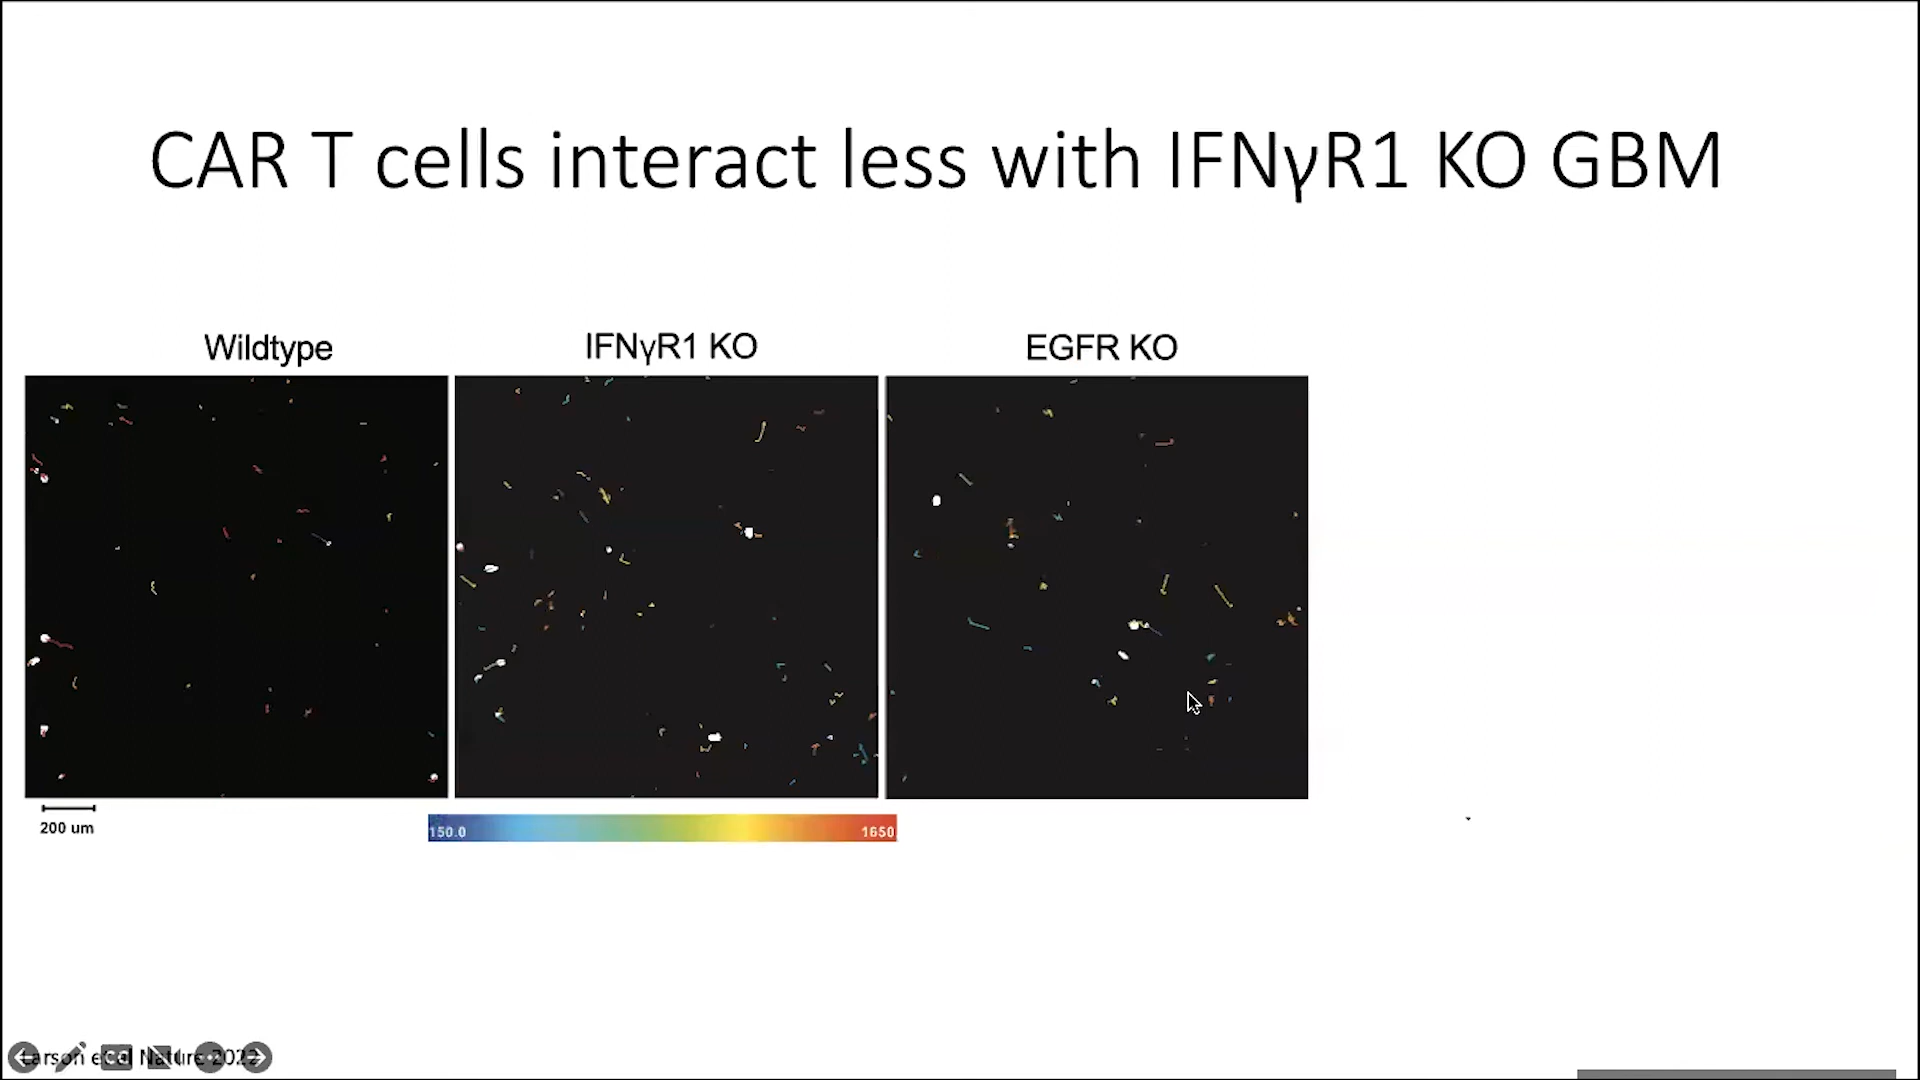 CAR T cells interact less with IFNγR1 KO GBM
Wildtype
IFNγR1 KO
EGFR KO
200 um
150.0
1650
Larson et al Nature 2022